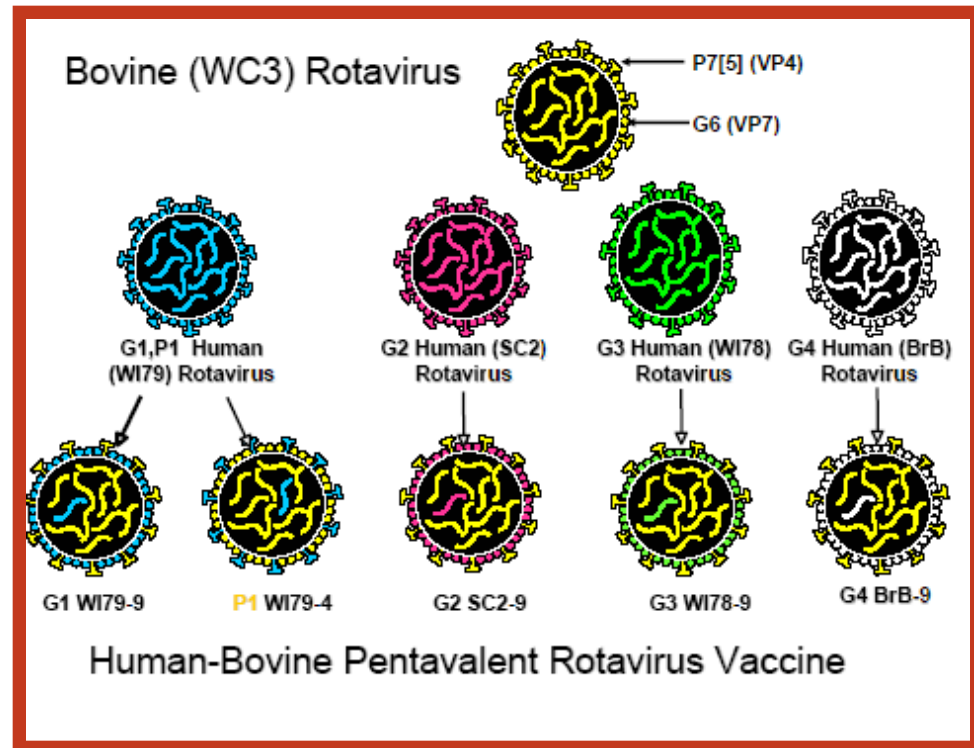 Bovine (WC3) Rotavirus
P7[5] (VP4)
G6 (VP7)
G1,P1 Human
(WI79) Rotavirus
G2 Human (SC2)
Rotavirus
G3 Human (WI78)
Rotavirus
G4 Human (BrB)
Rotavirus
G1 WI79-9
P1 WI79-4
G2 SC2-9
G3 WI78-9
G4 BrB-9
Human-Bovine Pentavalent Rotavirus Vaccine